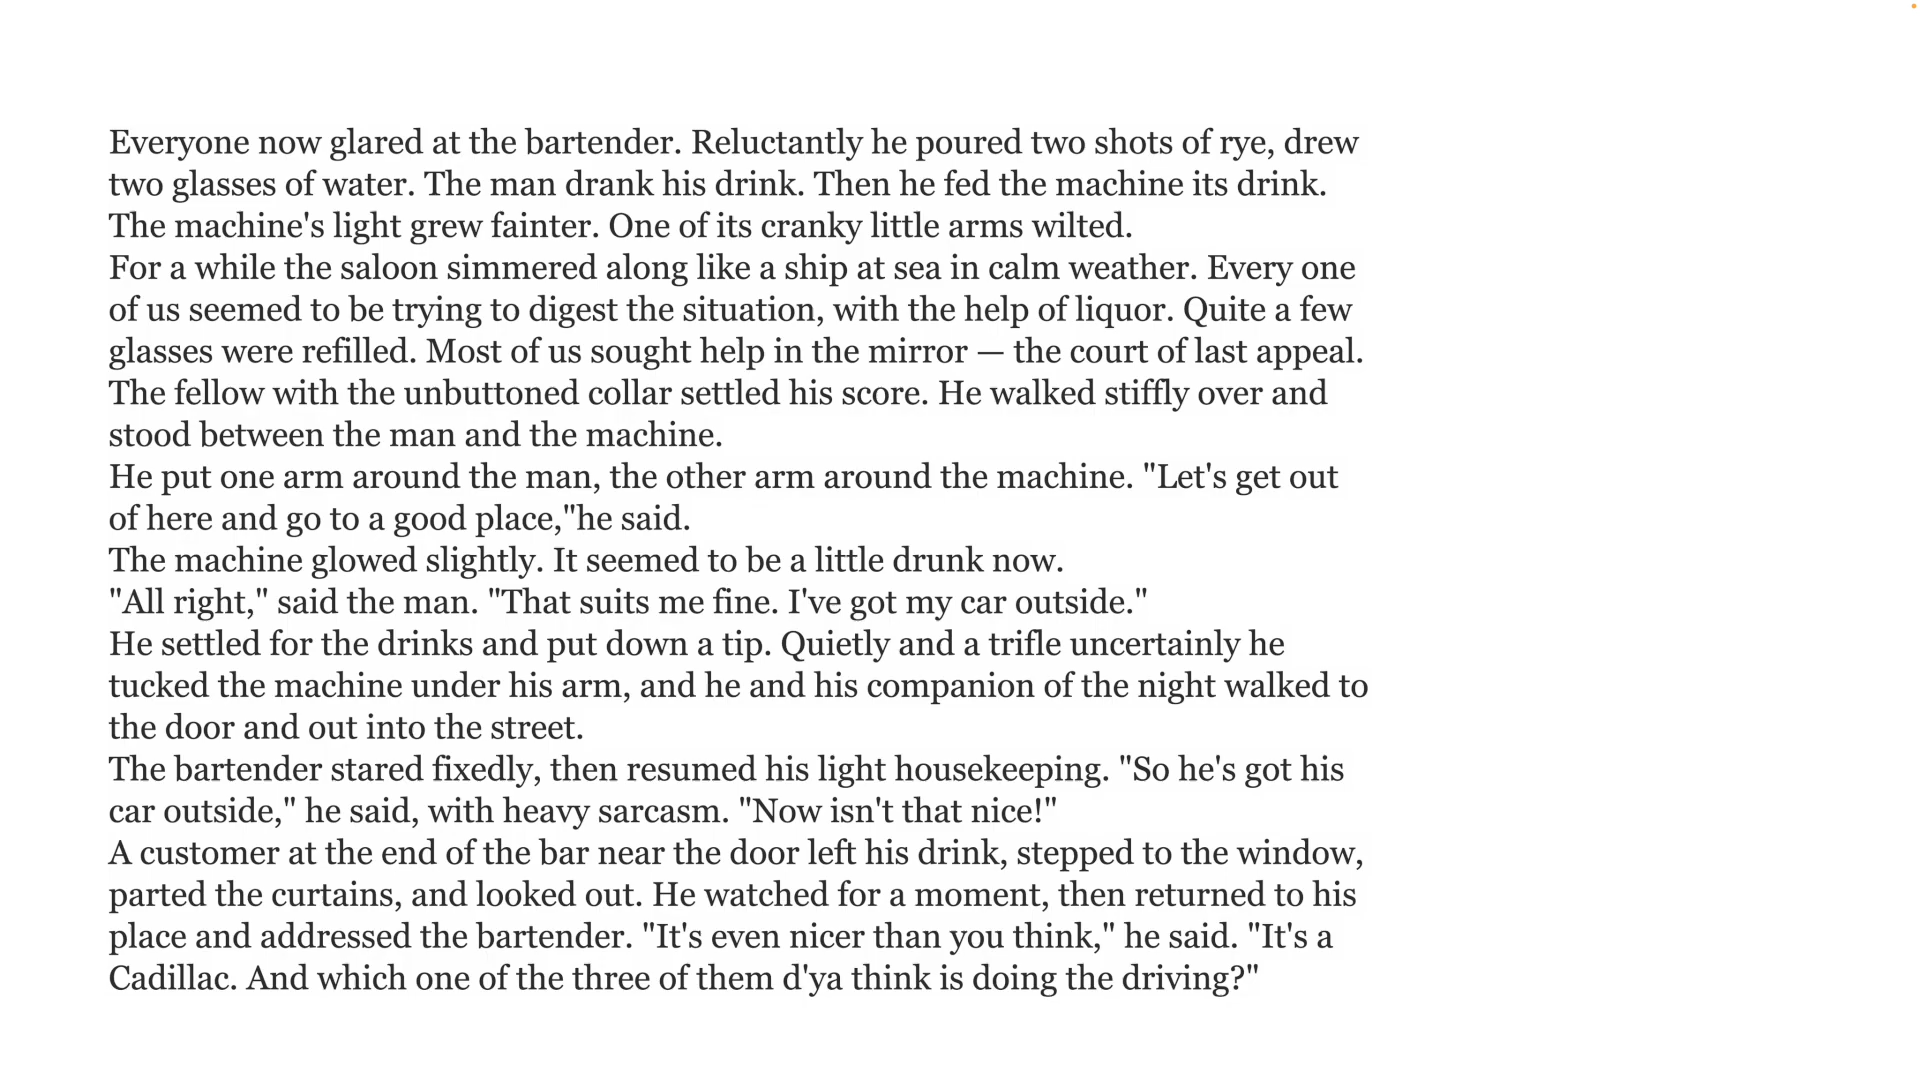 Everyone now glared at the bartender. Reluctantly he poured two shots of rye, drew
two glasses of water. The man drank his drink. Then he fed the machine its drink.
The machine's light grew fainter. One of its cranky little arms wilted.
For a while the saloon simmered along like a ship at sea in calm weather. Every one
of us seemed to be trying to digest the situation, with the help of liquor. Quite a few
glasses were refilled. Most of us sought help in the mirror — the court of last appeal.
The fellow with the unbuttoned collar settled his score. He walked stiffly over and
stood between the man and the machine.
He put one arm around the man, the other arm around the machine. "Let's get out
of here and go to a good place,"he said.
The machine glowed slightly. It seemed to be a little drunk now.
"All right," said the man. "That suits me fine. I've got my car outside."
He settled for the drinks and put down a tip. Quietly and a trifle uncertainly he
tucked the machine under his arm, and he and his companion of the night walked to
the door and out into the street.
The bartender stared fixedly, then resumed his light housekeeping. "So he's got his
car outside," he said, with heavy sarcasm. "Now isn't that nice!"
A customer at the end of the bar near the door left his drink, stepped to the window,
parted the curtains, and looked out. He watched for a moment, then returned to his
place and addressed the bartender. "It's even nicer than you think," he said. "It's a
Cadillac. And which one of the three of them d'ya think is doing the driving?"